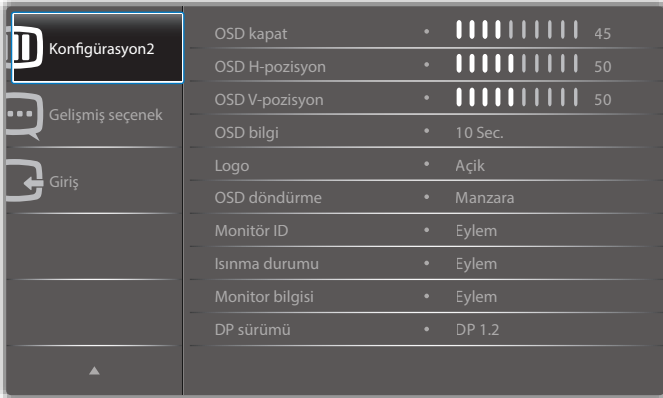 Konfigürasyon2
Gelişmiş seçenek
Giriş
OSD kapat • 45
OSD H-pozisyon • 50
OSD V-pozisyon • 50
OSD bilgi • 10 Sec.
Logo • Açik
OSD döndürme • Manzara
Monitör ID • Eylem
Isınma durumu • Eylem
Monitor bilgisi • Eylem
DP sürümü • DP 1.2